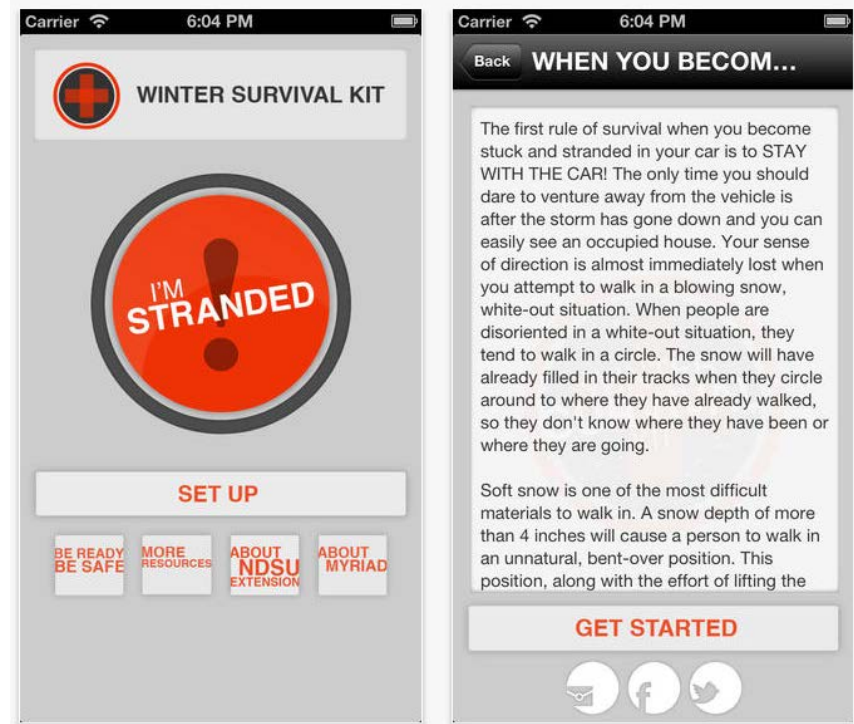 Carrier 6:04 PM
WINTER SURVIVAL KIT
I'M
STRANDED
SET UP
BE READY
BE SAFE
MORE
RESOURCES
ABOUT
NDSU
EXTENSION
ABOUT
MYRIAD
Carrier 6:04 PM
Back WHEN YOU BECOM...
The first rule of survival when you become
stuck and stranded in your car is to STAY
WITH THE CAR! The only time you should
dare to venture away from the vehicle is
after the storm has gone down and you can
easily see an occupied house. Your sense
of direction is almost immediately lost when
you attempt to walk in a blowing snow,
white-out situation. When people are
disoriented in a white-out situation, they
tend to walk in a circle. The snow will have
already filled in their tracks when they circle
around to where they have already walked,
so they don't know where they have been or
where they are going.
Soft snow is one of the most difficult
materials to walk in. A snow depth of more
than 4 inches will cause a person to walk in
an unnatural, bent-over position. This
position, along with the effort of lifting the
GET STARTED